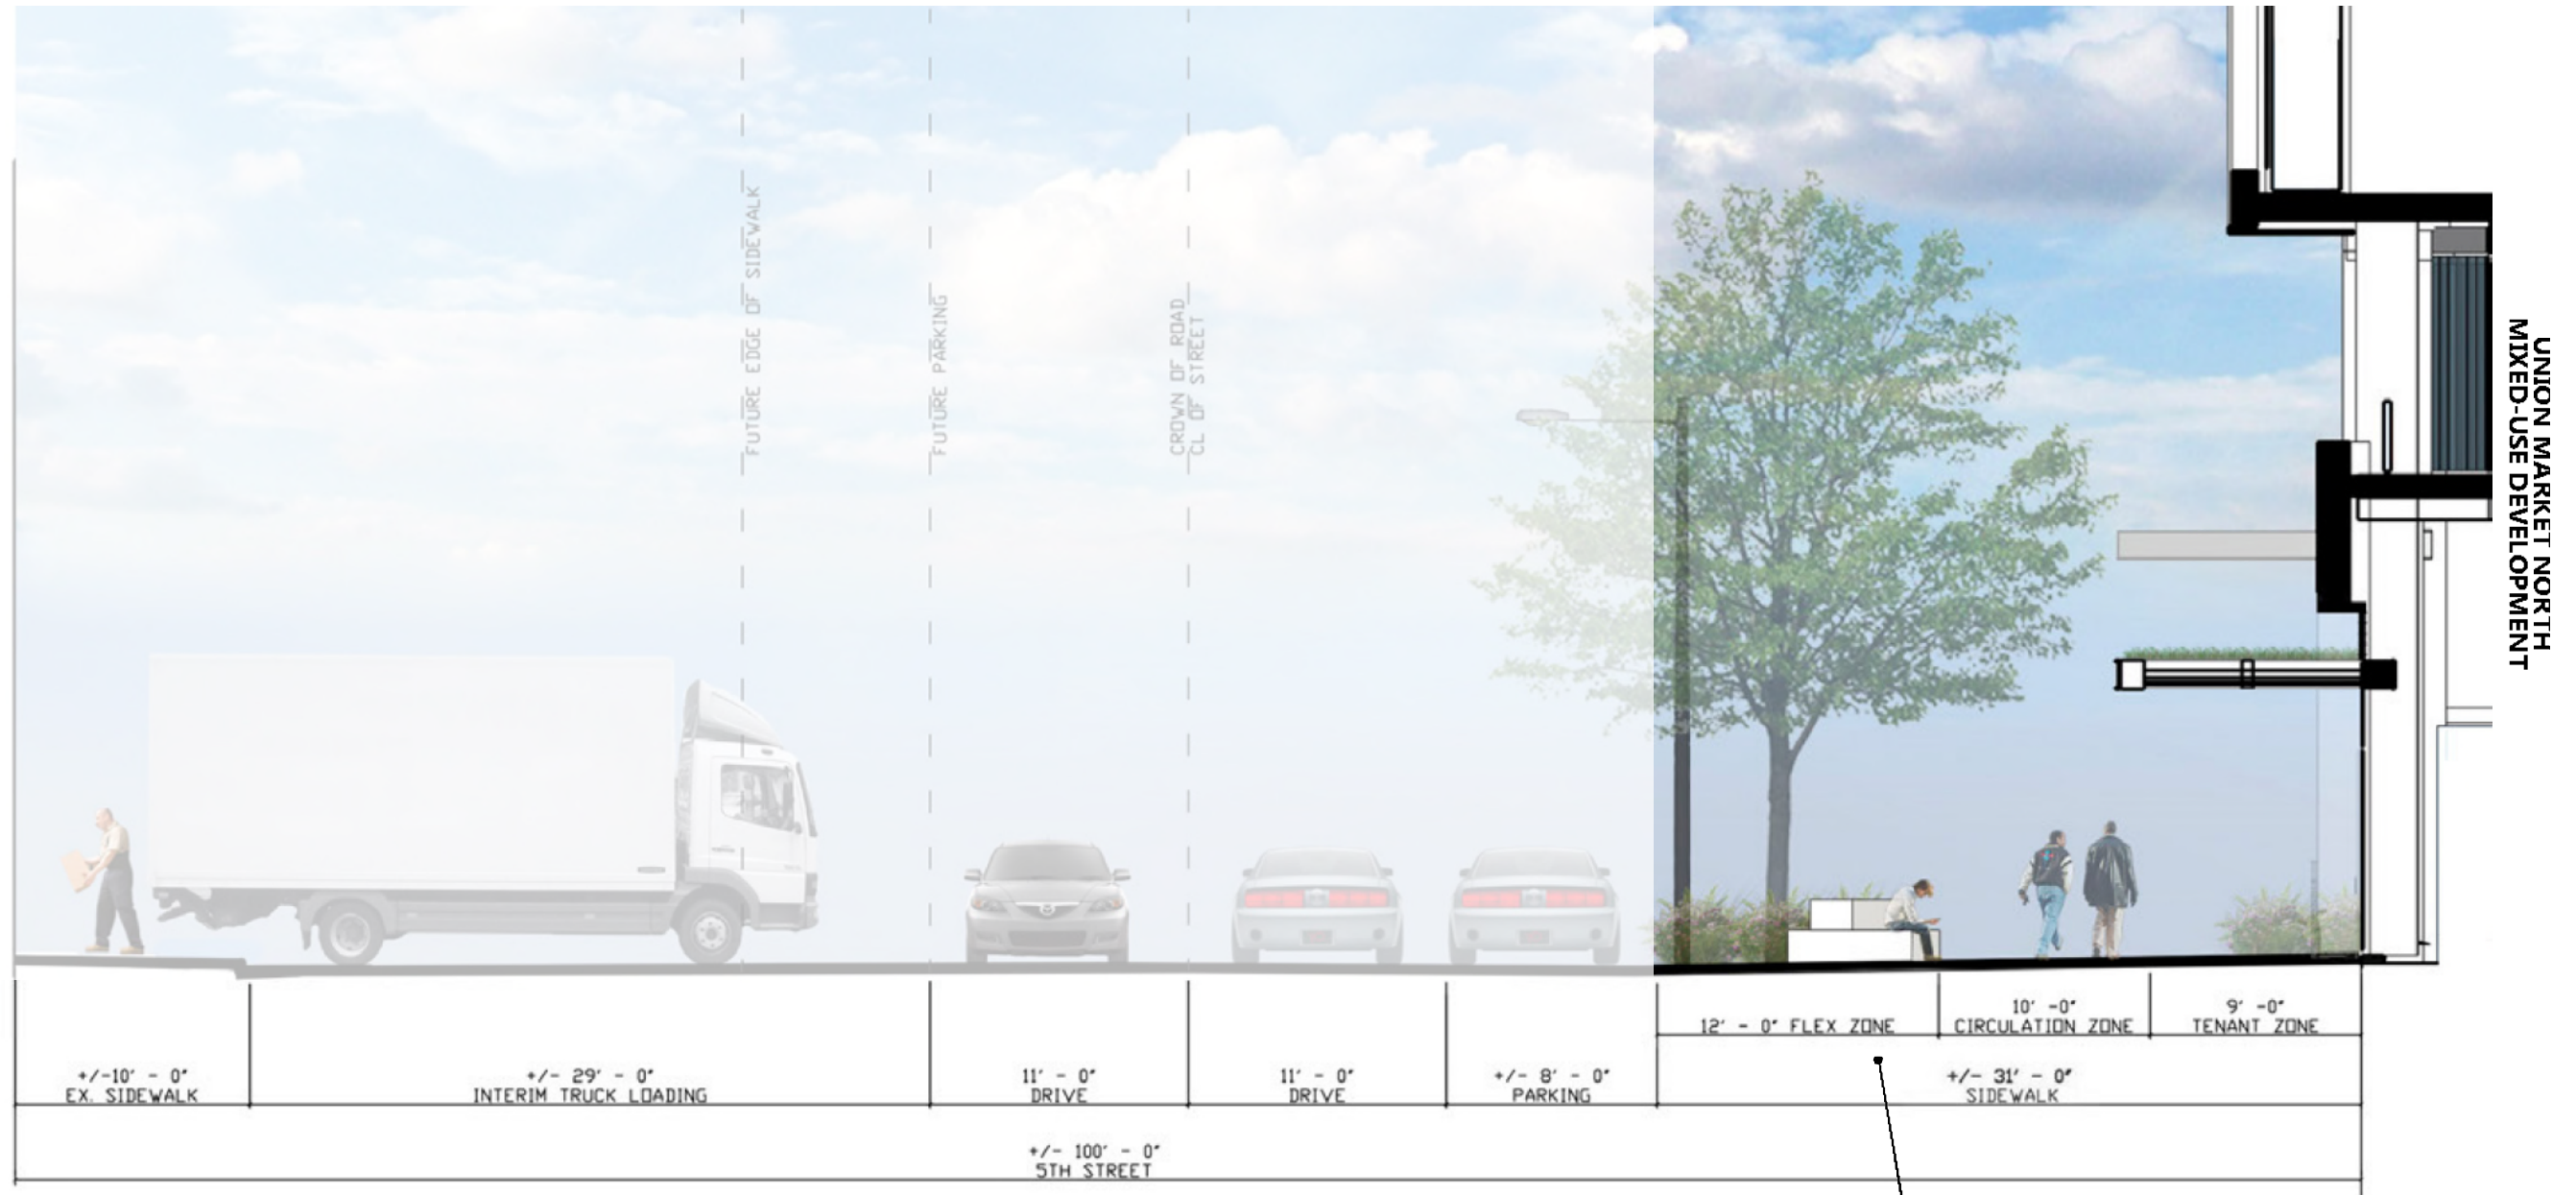 FUTURE EDGE OF SIDEWALK
FUTURE PARKING
CROWN OF ROAD
CL OF STREET
UNION MARKET NORTH
MIXED-USE DEVELOPMENT
12' - 0" FLEX ZONE
10' -0"
CIRCULATION ZONE
9' -0"
TENANT ZONE
+/-10' - 0"
EX. SIDEWALK
+/- 29' - 0"
INTERIM TRUCK LOADING
11' - 0"
DRIVE
11' - 0"
DRIVE
+/- 8' - 0"
PARKING
+/- 31' - 0"
SIDEWALK
+/- 100' - 0"
5TH STREET